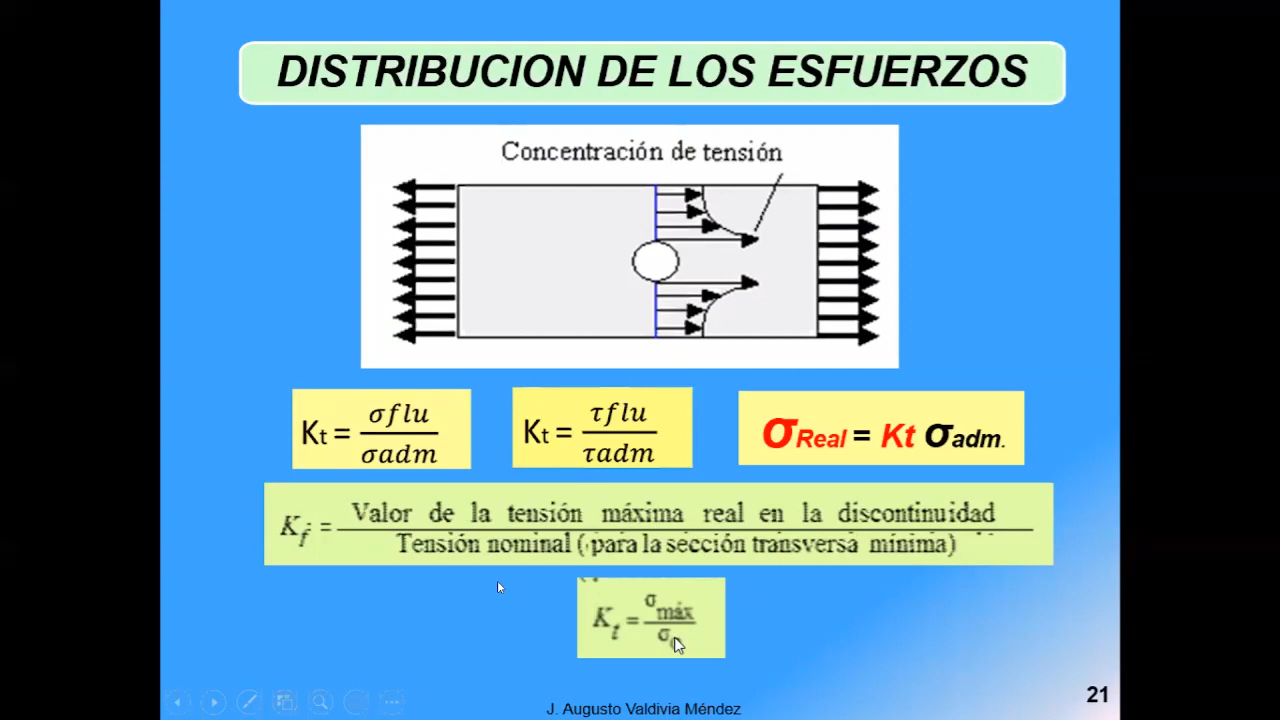 DISTRIBUCION DE LOS ESFUERZOS
Concentración de tensión
Kt = σflu / σadm
Kt = τflu / τadm
σReal = Kt σadm.
Kf = Valor de la tensión máxima real en la discontinuidad
Tensión nominal ( para la sección transversa mínima)
Kt = σmáx / σ
J. Augusto Valdivia Méndez
21